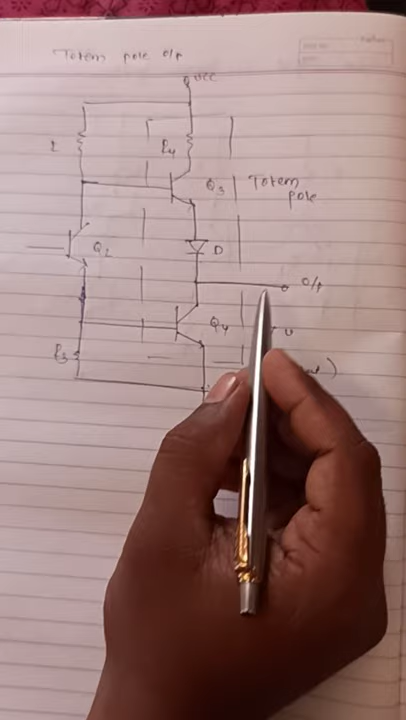 Totem pole o/p
VCC
R4
Q3
Totem
pole
Q2
D
o/p
Q4
R3